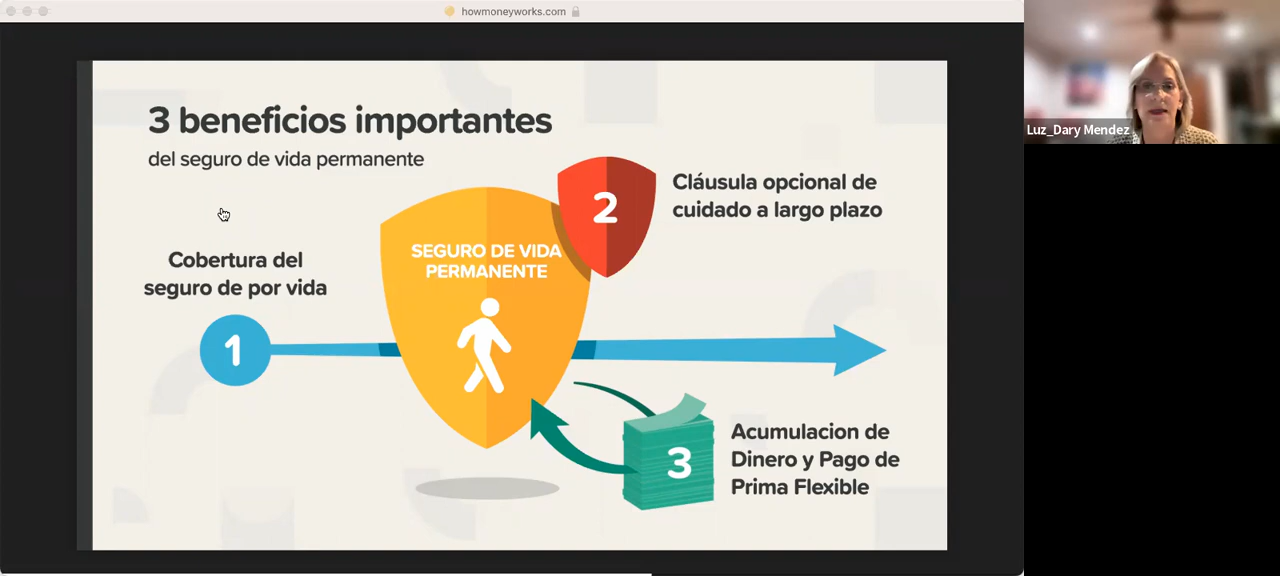 howmoneyworks.com
3 beneficios importantes
del seguro de vida permanente
Cobertura del
seguro de por vida
1
SEGURO DE VIDA
PERMANENTE
2
Cláusula opcional de
cuidado a largo plazo
3
Acumulacion de
Dinero y Pago de
Prima Flexible
Luz_Dary Mendez